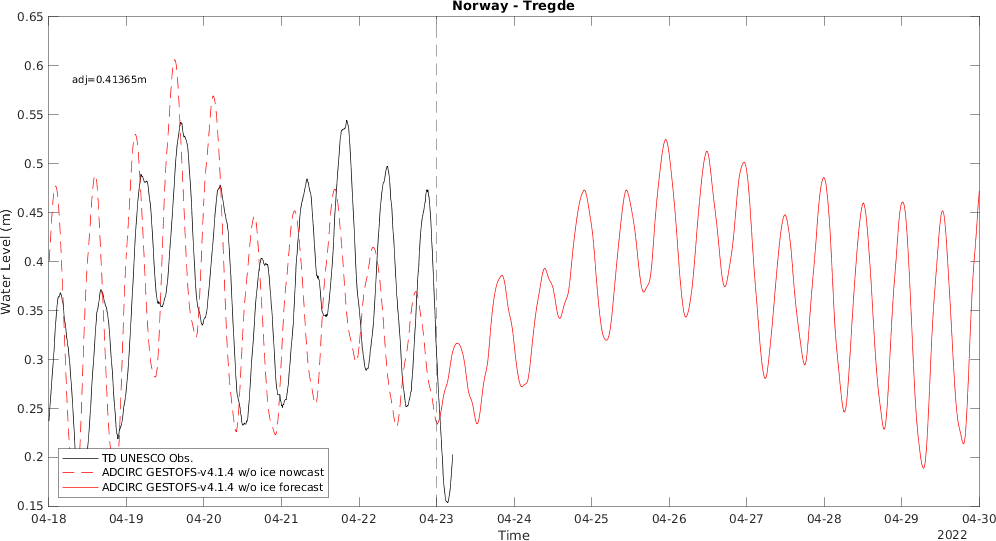 Norway - Tregde
0.65
0.6
0.55
0.5
0.45
0.4
0.35
0.3
0.25
0.2
0.15
Water Level (m)
adj=0.41365m
TD UNESCO Obs.
ADCIRC GESTOFS-v4.1.4 w/o ice nowcast
ADCIRC GESTOFS-v4.1.4 w/o ice forecast
04-18 04-19 04-20 04-21 04-22 04-23 04-24 04-25 04-26 04-27 04-28 04-29 04-30
Time
2022